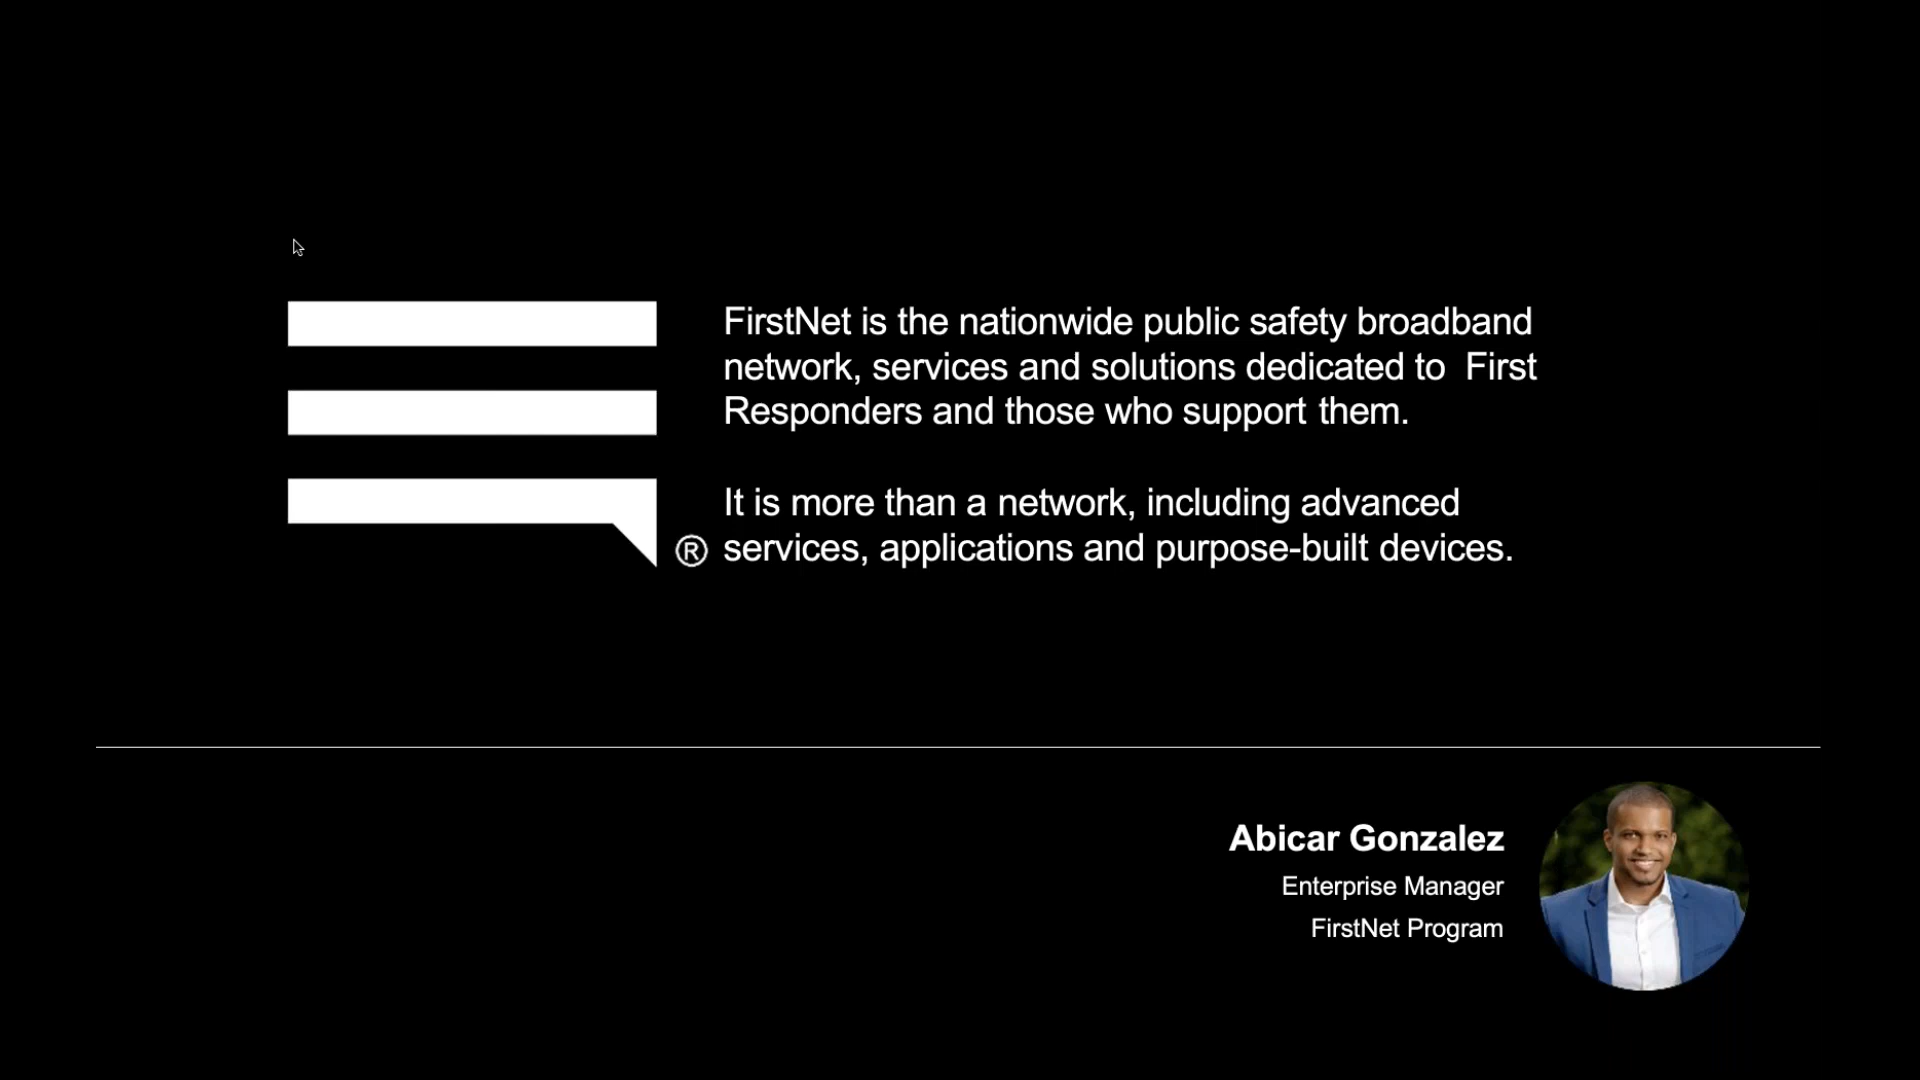 FirstNet is the nationwide public safety broadband
network, services and solutions dedicated to  First
Responders and those who support them.
It is more than a network, including advanced
® services, applications and purpose-built devices.
Abicar Gonzalez
Enterprise Manager
FirstNet Program